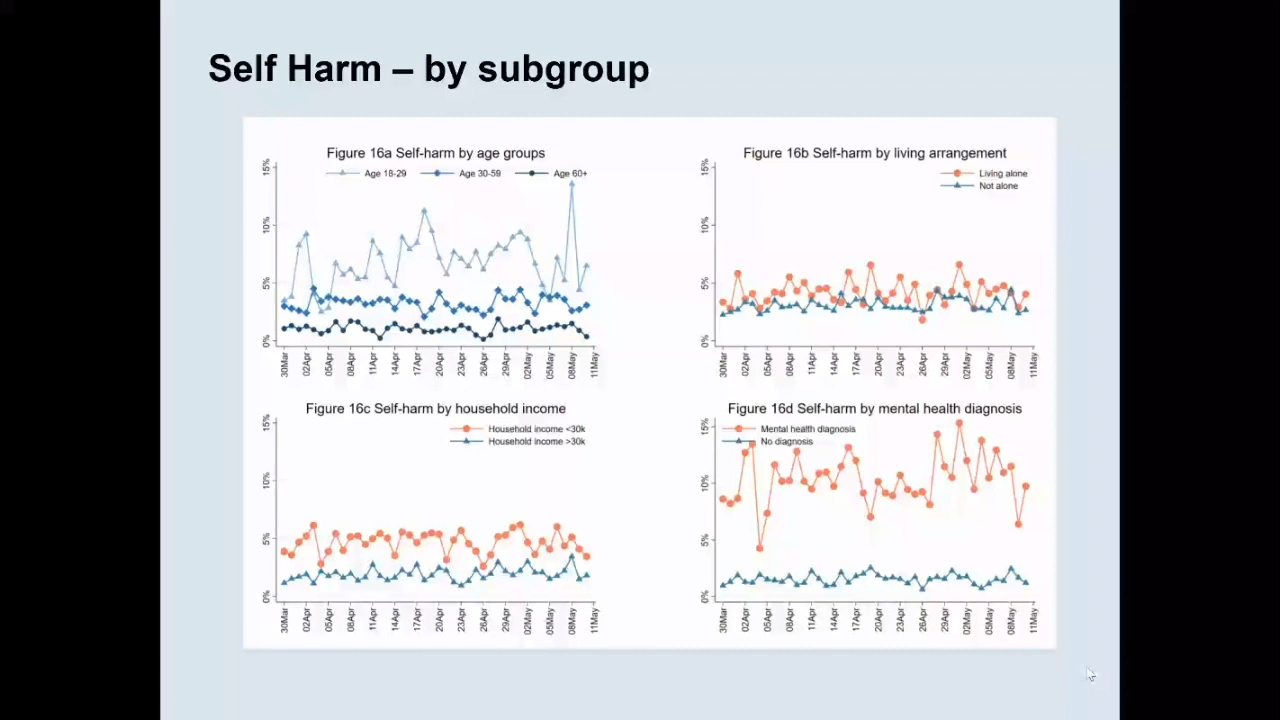 Self Harm – by subgroup
Figure 16a Self-harm by age groups
Age 18-29 Age 30-59 Age 60+
15%
10%
5%
0%
30Mar 02Apr 05Apr 08Apr 11Apr 14Apr 17Apr 20Apr 23Apr 26Apr 29Apr 02May 05May 08May 11May
Figure 16b Self-harm by living arrangement
Living alone
Not alone
15%
10%
5%
0%
30Mar 02Apr 05Apr 08Apr 11Apr 14Apr 17Apr 20Apr 23Apr 26Apr 29Apr 02May 05May 08May 11May
Figure 16c Self-harm by household income
Household income <30k
Household income >30k
15%
10%
5%
0%
30Mar 02Apr 05Apr 08Apr 11Apr 14Apr 17Apr 20Apr 23Apr 26Apr 29Apr 02May 05May 08May 11May
Figure 16d Self-harm by mental health diagnosis
Mental health diagnosis
No diagnosis
15%
10%
5%
0%
30Mar 02Apr 05Apr 08Apr 11Apr 14Apr 17Apr 20Apr 23Apr 26Apr 29Apr 02May 05May 08May 11May